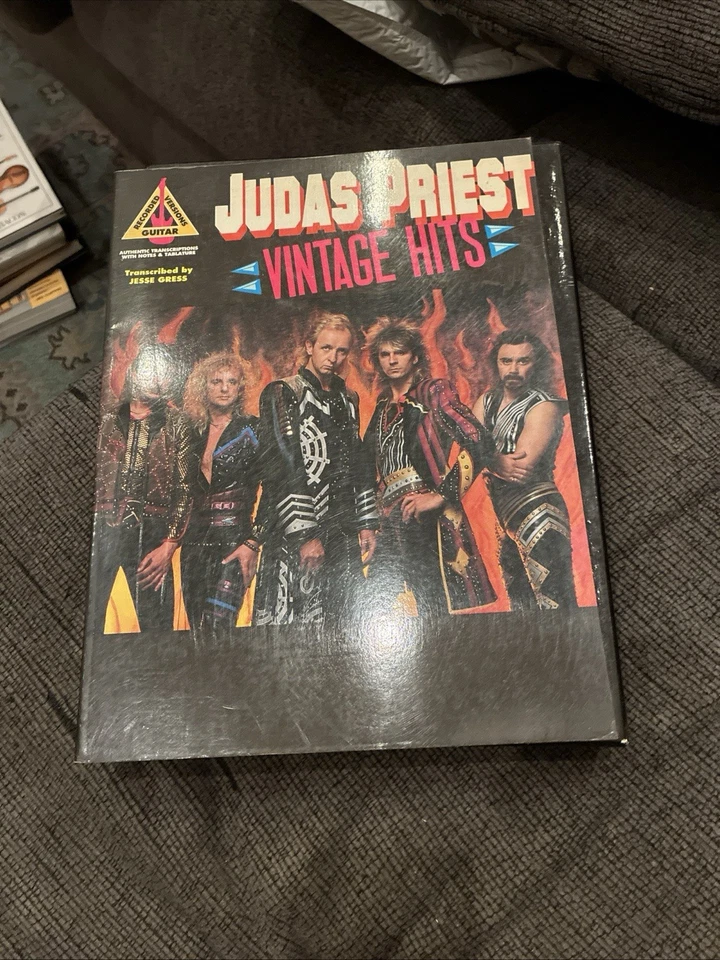 JUDAS PRIEST
VINTAGE HITS
RECORDED VERSIONS
GUITAR
AUTHENTIC TRANSCRIPTIONS
WITH NOTES & TABLATURE
Transcribed by
JESSE GRESS